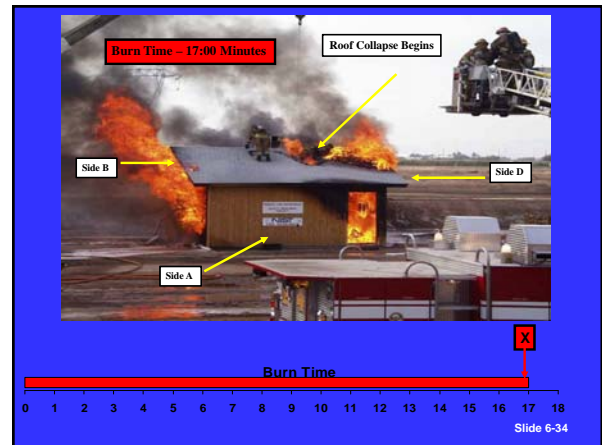 Burn Time – 17:00 Minutes
Roof Collapse Begins
Side B
Side D
Side A
X
Burn Time
0 1 2 3 4 5 6 7 8 9 10 11 12 13 14 15 16 17 18
Slide 6-34